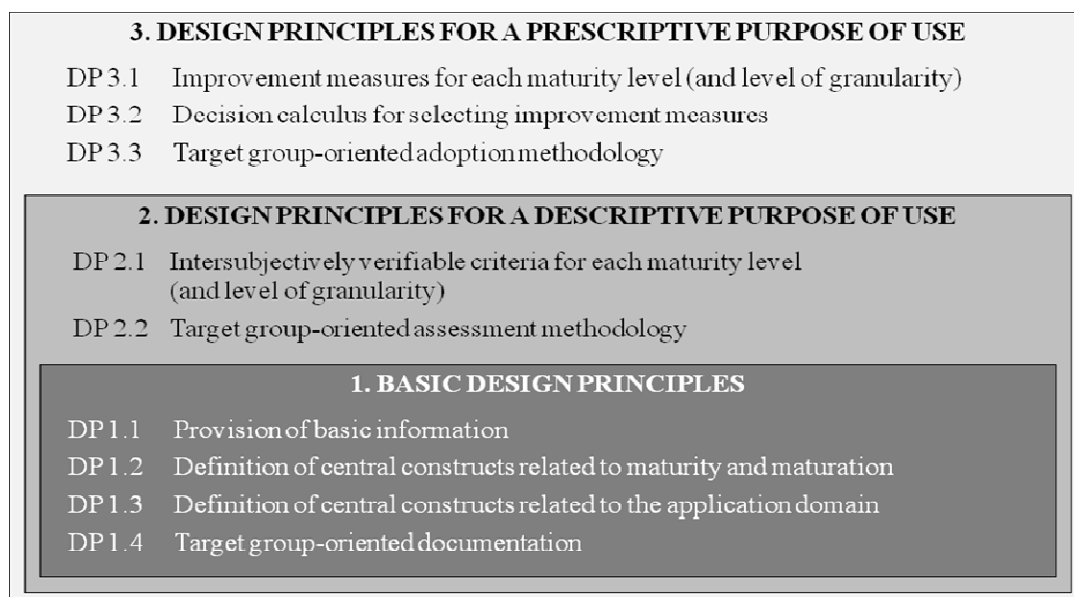 3. DESIGN PRINCIPLES FOR A PRESCRIPTIVE PURPOSE OF USE
DP 3.1 Improvement measures for each maturity level (and level of granularity)
DP 3.2 Decision calculus for selecting improvement measures
DP 3.3 Target group-oriented adoption methodology
2. DESIGN PRINCIPLES FOR A DESCRIPTIVE PURPOSE OF USE
DP 2.1 Intersubjectively verifiable criteria for each maturity level
(and level of granularity)
DP 2.2 Target group-oriented assessment methodology
1. BASIC DESIGN PRINCIPLES
DP 1.1 Provision of basic information
DP 1.2 Definition of central constructs related to maturity and maturation
DP 1.3 Definition of central constructs related to the application domain
DP 1.4 Target group-oriented documentation